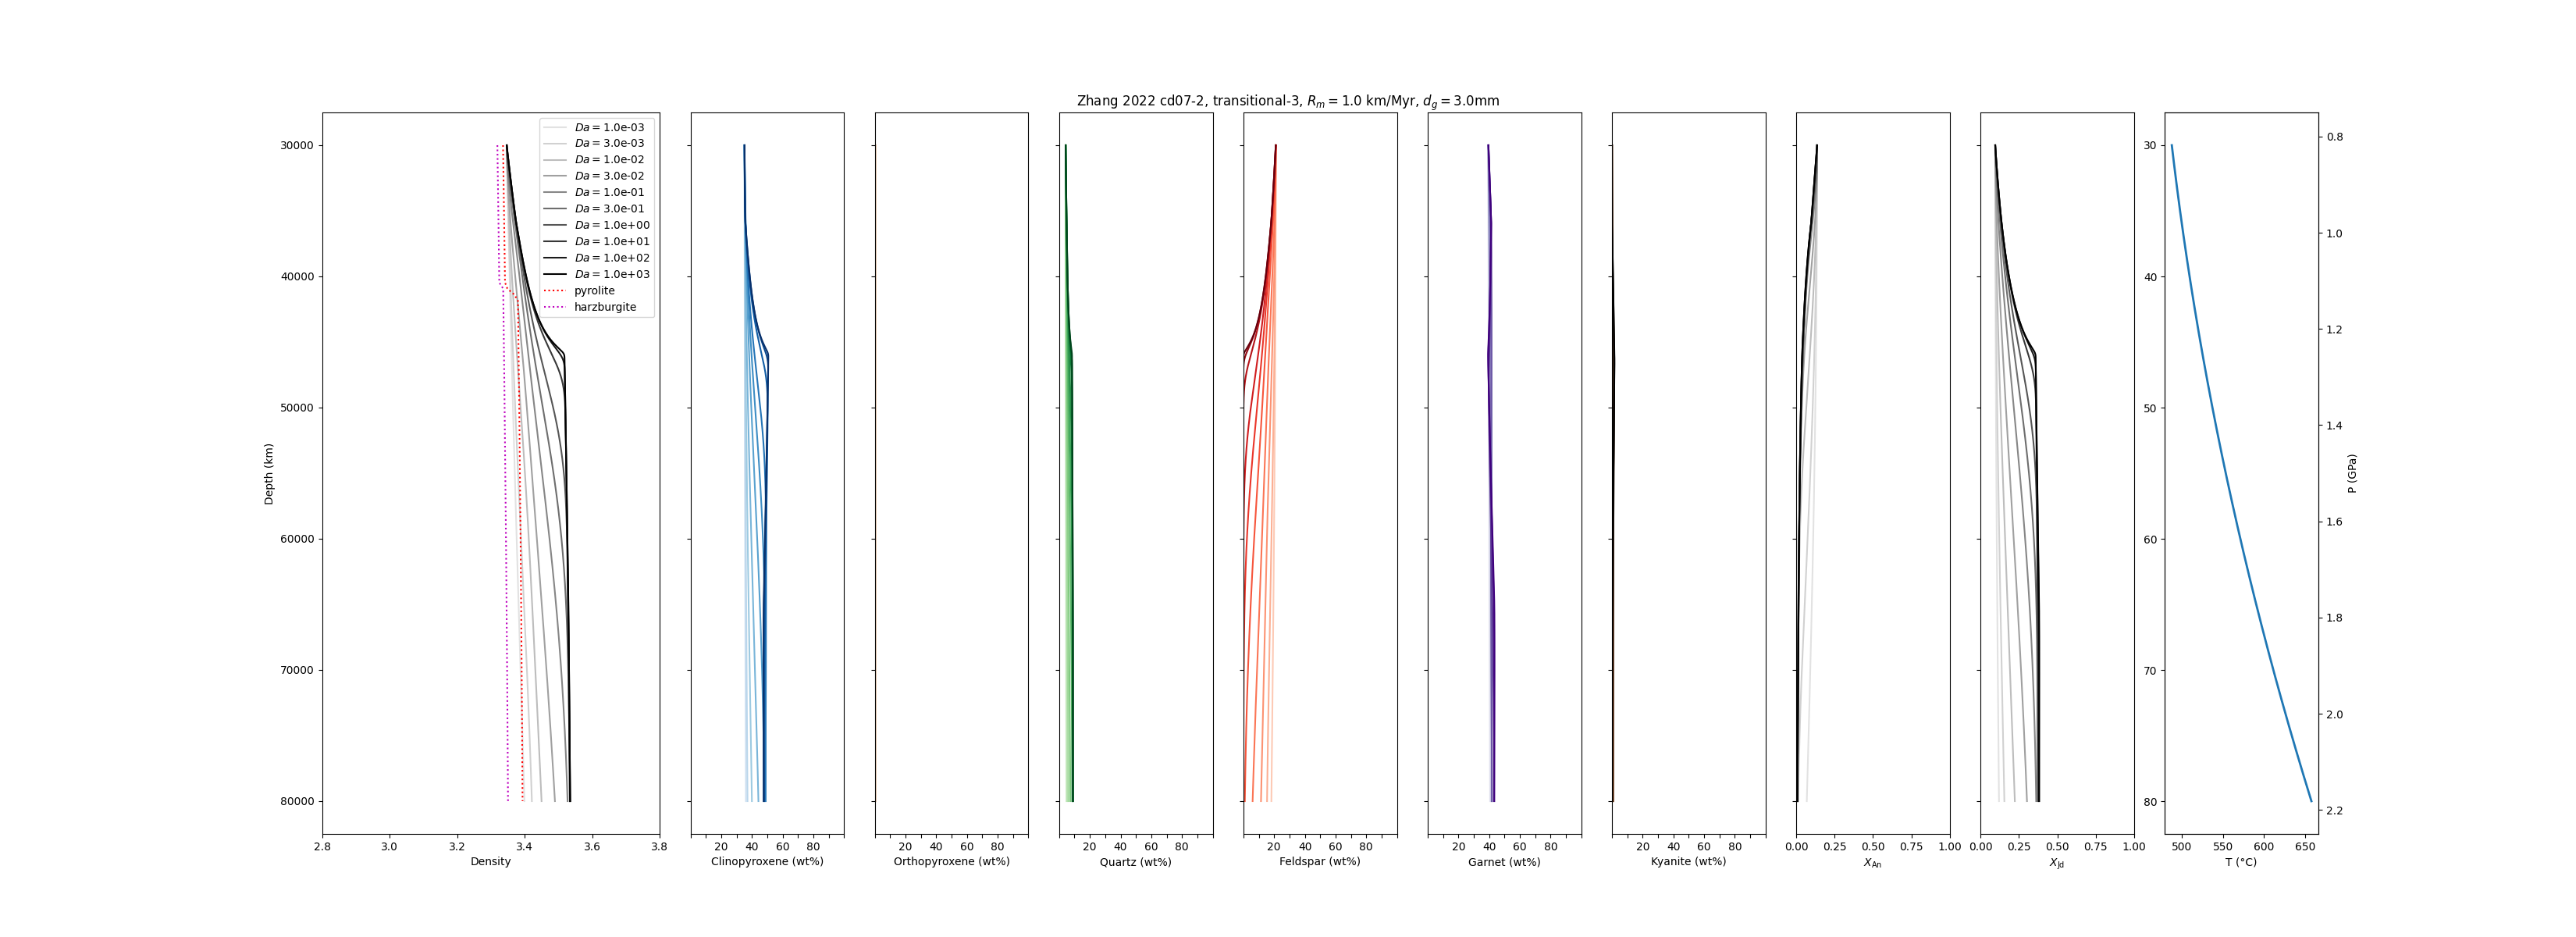 Zhang 2022 cd07-2, transitional-3, R_m = 1.0 km/Myr, d_g = 3.0mm
Da = 1.0e-03
Da = 3.0e-03
Da = 1.0e-02
Da = 3.0e-02
Da = 1.0e-01
Da = 3.0e-01
Da = 1.0e+00
Da = 1.0e+01
Da = 1.0e+02
Da = 1.0e+03
pyrolite
harzburgite
Depth (km)
30000
40000
50000
60000
70000
80000
2.8 3.0 3.2 3.4 3.6 3.8
Density
20 40 60 80
Clinopyroxene (wt%)
20 40 60 80
Orthopyroxene (wt%)
20 40 60 80
Quartz (wt%)
20 40 60 80
Feldspar (wt%)
20 40 60 80
Garnet (wt%)
20 40 60 80
Kyanite (wt%)
0.00 0.25 0.50 0.75 1.00
X_An
0.00 0.25 0.50 0.75 1.00
X_Jd
30
40
50
60
70
80
500 550 600 650
T (°C)
0.8
1.0
1.2
1.4
1.6
1.8
2.0
2.2
P (GPa)